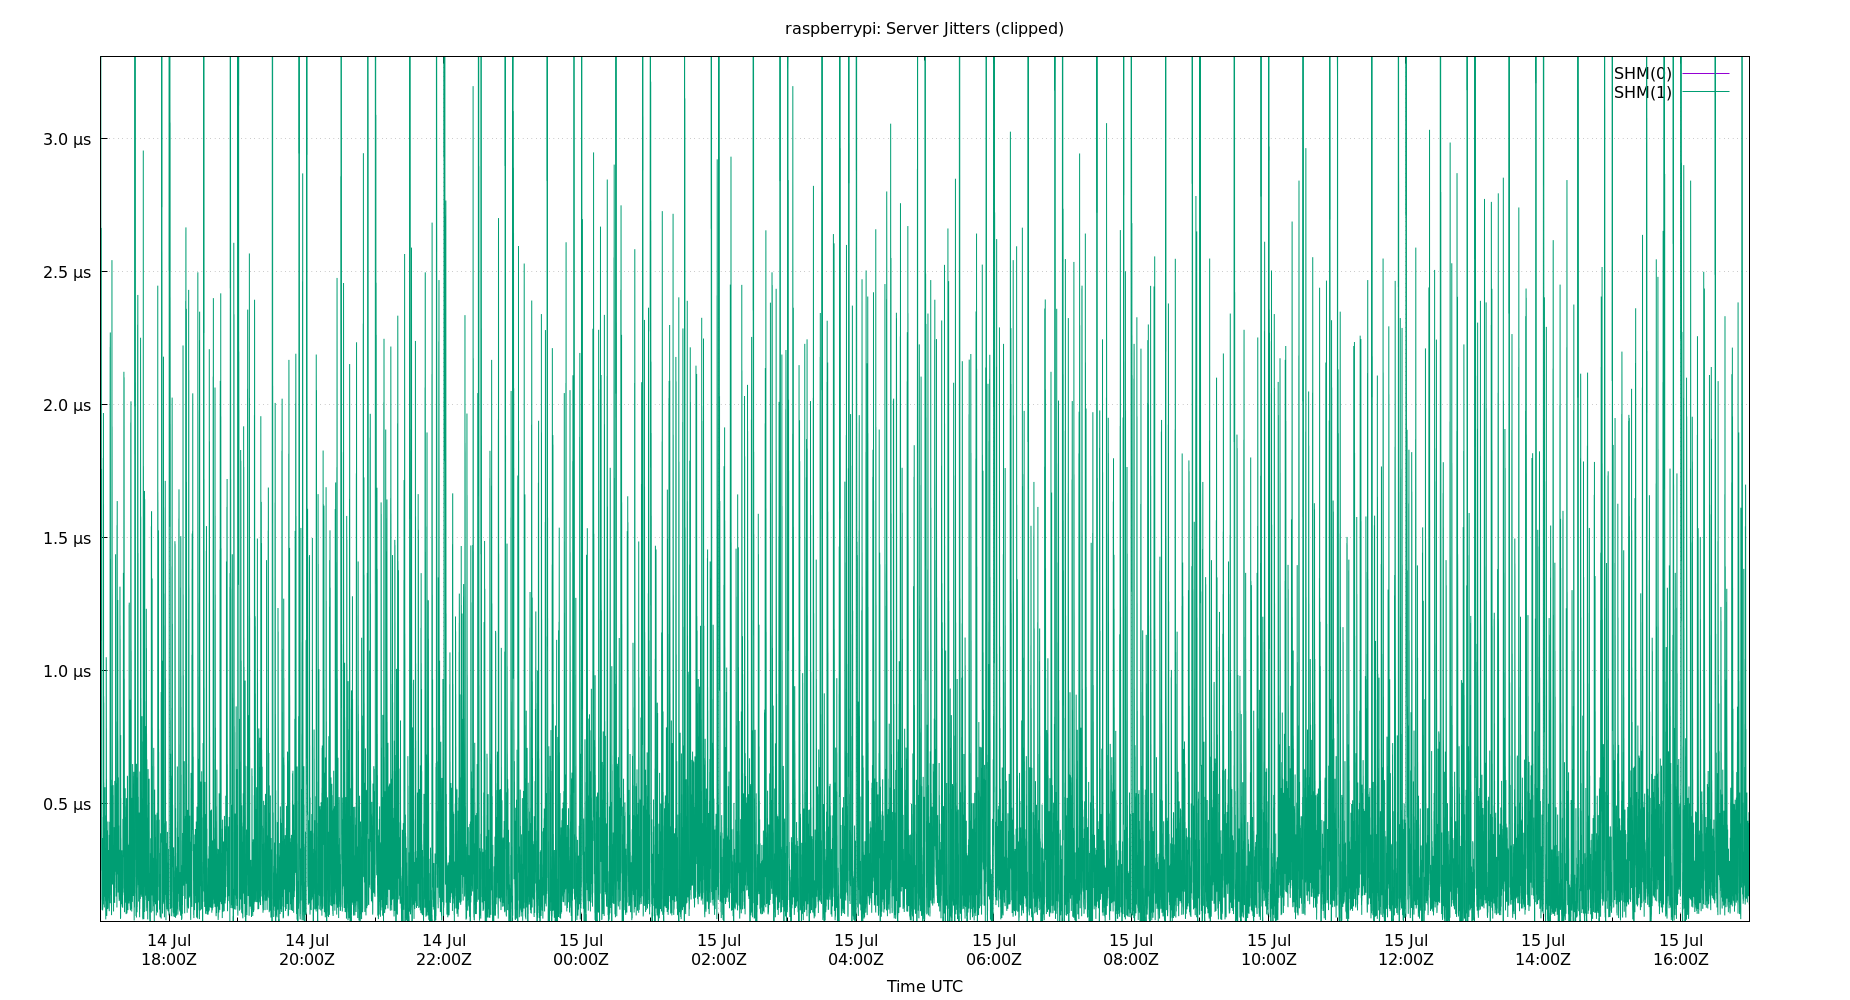 raspberrypi: Server Jitters (clipped)
SHM(0)
SHM(1)
3.0 µs
2.5 µs
2.0 µs
1.5 µs
1.0 µs
0.5 µs
14 Jul 14 Jul 14 Jul 15 Jul 15 Jul 15 Jul 15 Jul 15 Jul 15 Jul 15 Jul 15 Jul 15 Jul
18:00Z 20:00Z 22:00Z 00:00Z 02:00Z 04:00Z 06:00Z 08:00Z 10:00Z 12:00Z 14:00Z 16:00Z
Time UTC